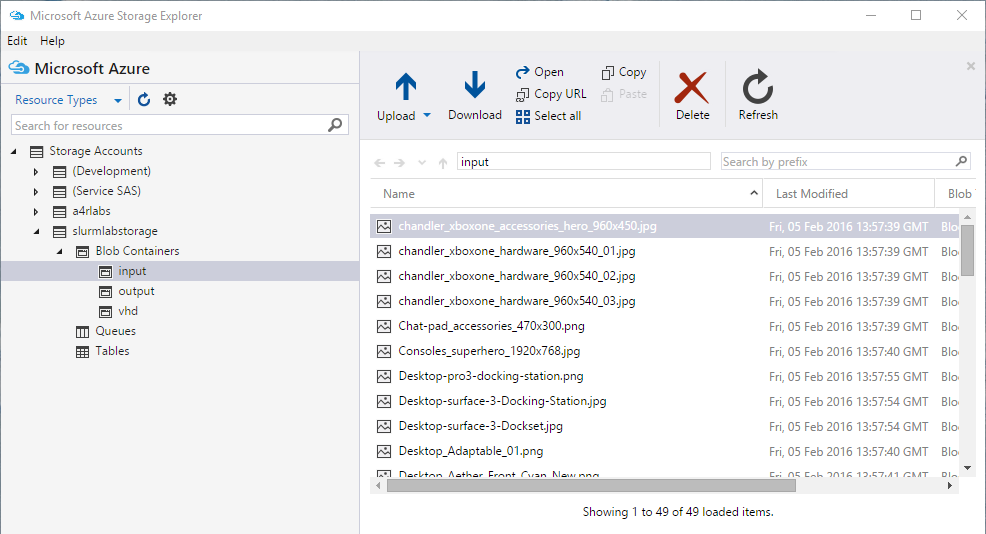 Microsoft Azure Storage Explorer
Edit Help
Microsoft Azure
Resource Types
Search for resources
Storage Accounts
(Development)
(Service SAS)
a4rlabs
slurmlabstorage
Blob Containers
input
output
vhd
Queues
Tables
Upload
Download
Open
Copy URL
Select all
Copy
Paste
Delete
Refresh
input
Search by prefix
Name Last Modified Blob
chandler_xboxone_accessories_hero_960x450.jpg Fri, 05 Feb 2016 13:57:39 GMT Blo
chandler_xboxone_hardware_960x540_01.jpg Fri, 05 Feb 2016 13:57:39 GMT Blo
chandler_xboxone_hardware_960x540_02.jpg Fri, 05 Feb 2016 13:57:39 GMT Blo
chandler_xboxone_hardware_960x540_03.jpg Fri, 05 Feb 2016 13:57:39 GMT Blo
Chat-pad_accessories_470x300.png Fri, 05 Feb 2016 13:57:39 GMT Blo
Consoles_superhero_1920x768.jpg Fri, 05 Feb 2016 13:57:40 GMT Blo
Desktop-pro3-docking-station.png Fri, 05 Feb 2016 13:57:55 GMT Blo
Desktop-surface-3-Docking-Station.jpg Fri, 05 Feb 2016 13:57:54 GMT Blo
Desktop-surface-3-Dockset.jpg Fri, 05 Feb 2016 13:57:54 GMT Blo
Desktop_Adaptable_01.png Fri, 05 Feb 2016 13:57:40 GMT Blo
Desktop_Aether_Front_Cyan_New.png Fri, 05 Feb 2016 13:57:41 GMT Blo
Showing 1 to 49 of 49 loaded items.